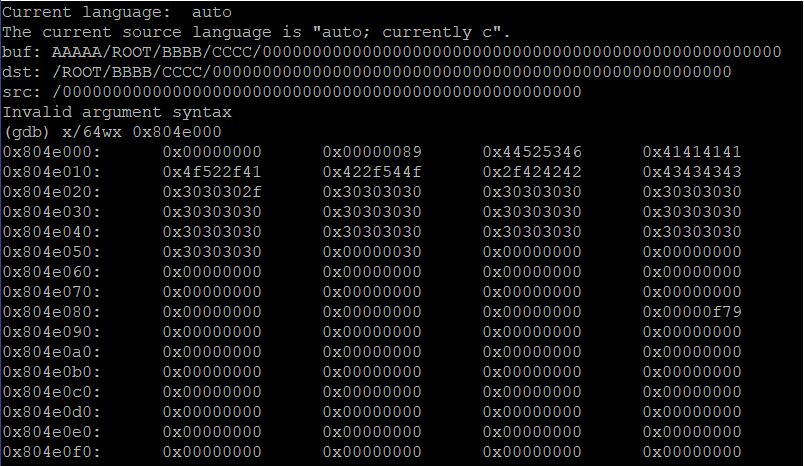 Current language:  auto
The current source language is "auto; currently c".
buf: AAAAA/ROOT/BBBB/CCCC/0000000000000000000000000000000000000000000000000000
dst: /ROOT/BBBB/CCCC/0000000000000000000000000000000000000000000000000000
src: /0000000000000000000000000000000000000000000000000000
Invalid argument syntax
(gdb) x/64wx 0x804e000
0x804e000:      0x00000000      0x00000089      0x44525346      0x41414141
0x804e010:      0x4f522f41      0x422f544f      0x2f424242      0x43434343
0x804e020:      0x3030302f      0x30303030      0x30303030      0x30303030
0x804e030:      0x30303030      0x30303030      0x30303030      0x30303030
0x804e040:      0x30303030      0x30303030      0x30303030      0x30303030
0x804e050:      0x30303030      0x00000030      0x00000000      0x00000000
0x804e060:      0x00000000      0x00000000      0x00000000      0x00000000
0x804e070:      0x00000000      0x00000000      0x00000000      0x00000000
0x804e080:      0x00000000      0x00000000      0x00000000      0x00000f79
0x804e090:      0x00000000      0x00000000      0x00000000      0x00000000
0x804e0a0:      0x00000000      0x00000000      0x00000000      0x00000000
0x804e0b0:      0x00000000      0x00000000      0x00000000      0x00000000
0x804e0c0:      0x00000000      0x00000000      0x00000000      0x00000000
0x804e0d0:      0x00000000      0x00000000      0x00000000      0x00000000
0x804e0e0:      0x00000000      0x00000000      0x00000000      0x00000000
0x804e0f0:      0x00000000      0x00000000      0x00000000      0x00000000